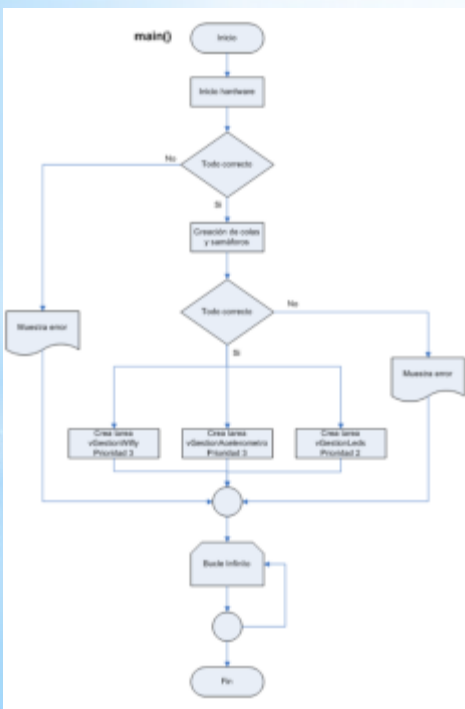 main()
Inicio
Inicio hardware
Todo correcto
No
Si
Creación de colas
y semáforos
Todo correcto
No
Si
Muestra error
Muestra error
Crea tarea
vGestionWifly
Prioridad 3
Crea tarea
vGestionAcelerometro
Prioridad 3
Crea tarea
vGestionLeds
Prioridad 2
Bucle Infinito
Fin